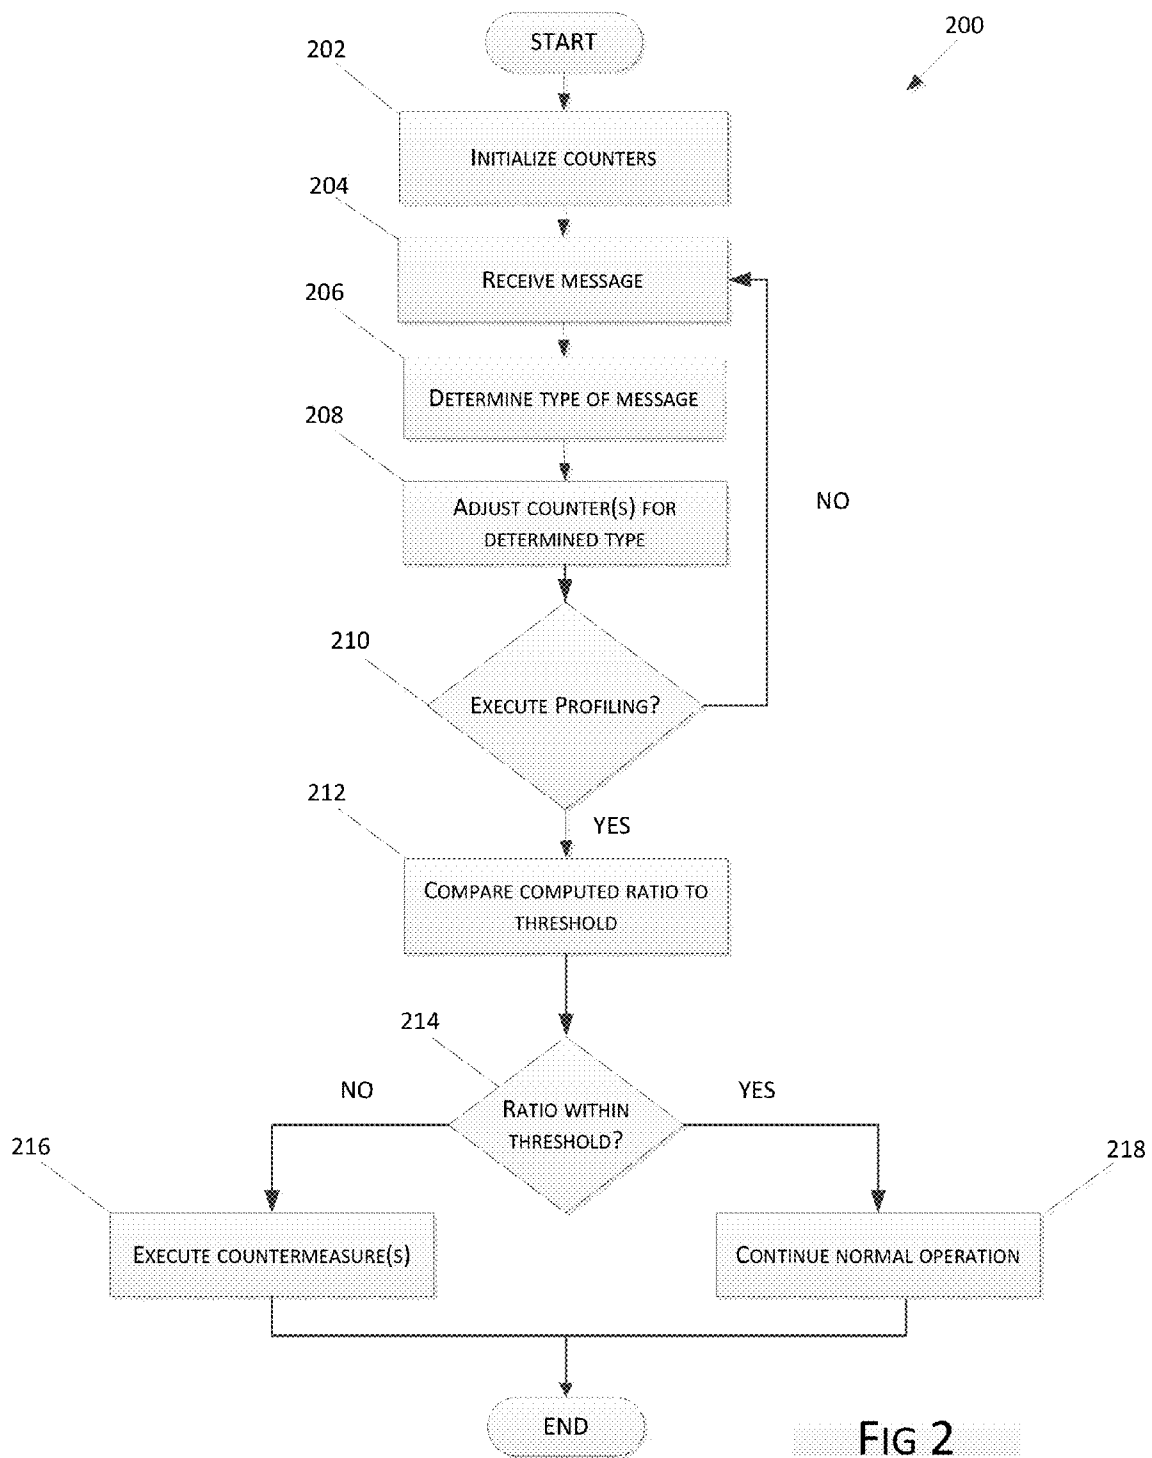 START
200
202
INITIALIZE COUNTERS
204
RECEIVE MESSAGE
206
DETERMINE TYPE OF MESSAGE
208
ADJUST COUNTER(S) FOR
DETERMINED TYPE
NO
210
EXECUTE PROFILING?
212
YES
COMPARE COMPUTED RATIO TO
THRESHOLD
214
NO
YES
RATIO WITHIN
THRESHOLD?
216
218
EXECUTE COUNTERMEASURE(S)
CONTINUE NORMAL OPERATION
END
FIG 2